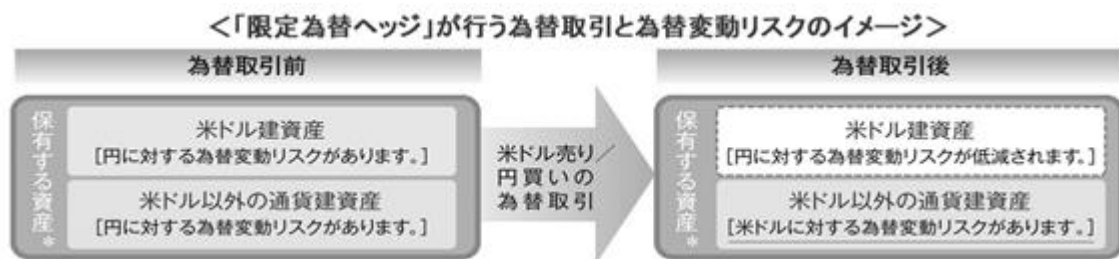 ＜「限定為替ヘッジ」が行う為替取引と為替変動リスクのイメージ＞
為替取引前
保有する資産＊
米ドル建資産
[円に対する為替変動リスクがあります。]
米ドル以外の通貨建資産
[円に対する為替変動リスクがあります。]
米ドル売り／
円買いの
為替取引
為替取引後
保有する資産＊
米ドル建資産
[円に対する為替変動リスクが低減されます。]
米ドル以外の通貨建資産
[米ドルに対する為替変動リスクがあります。]